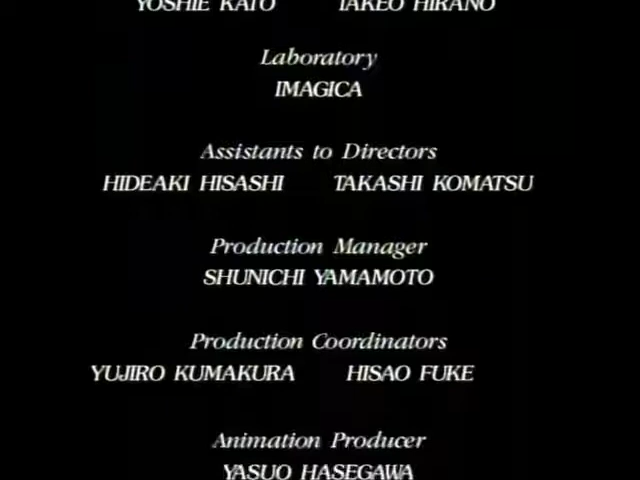 YOSHIE KATO TAKEO HIRANO
Laboratory
IMAGICA
Assistants to Directors
HIDEAKI HISASHI TAKASHI KOMATSU
Production Manager
SHUNICHI YAMAMOTO
Production Coordinators
YUJIRO KUMAKURA HISAO FUKE
Animation Producer
YASUO HASEGAWA